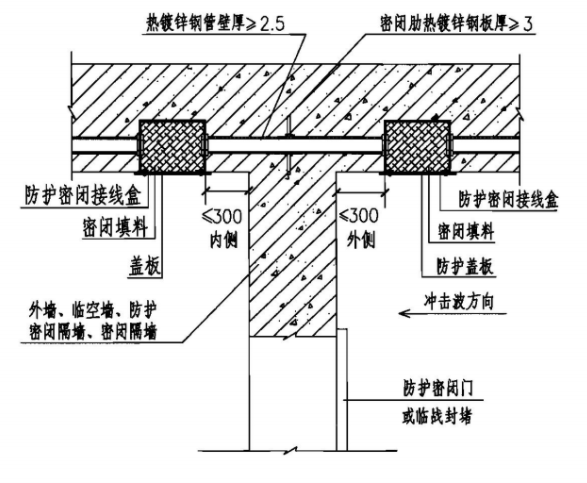 热镀锌钢管壁厚≥2.5
密闭肋热镀锌钢板厚≥3
防护密闭接线盒
密闭填料
盖板
≤300
内侧
≤300
外侧
防护密闭接线盒
密闭填料
防护盖板
外墙、临空墙、防护
密闭隔墙、密闭隔墙
冲击波方向
防护密闭门
或临战封堵